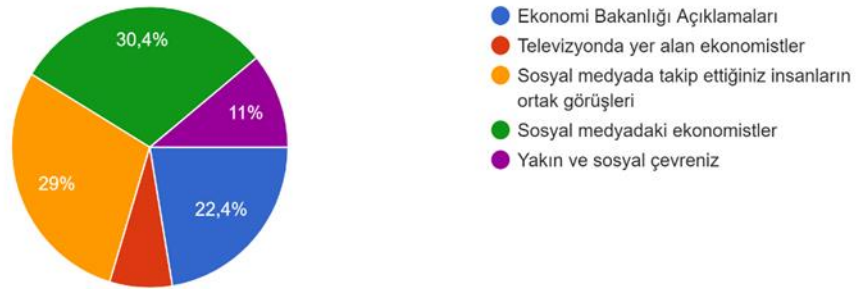 30,4%
11%
29%
22,4%
Ekonomi Bakanlığı Açıklamaları
Televizyonda yer alan ekonomistler
Sosyal medyada takip ettiğiniz insanların
ortak görüşleri
Sosyal medyadaki ekonomistler
Yakın ve sosyal çevreniz